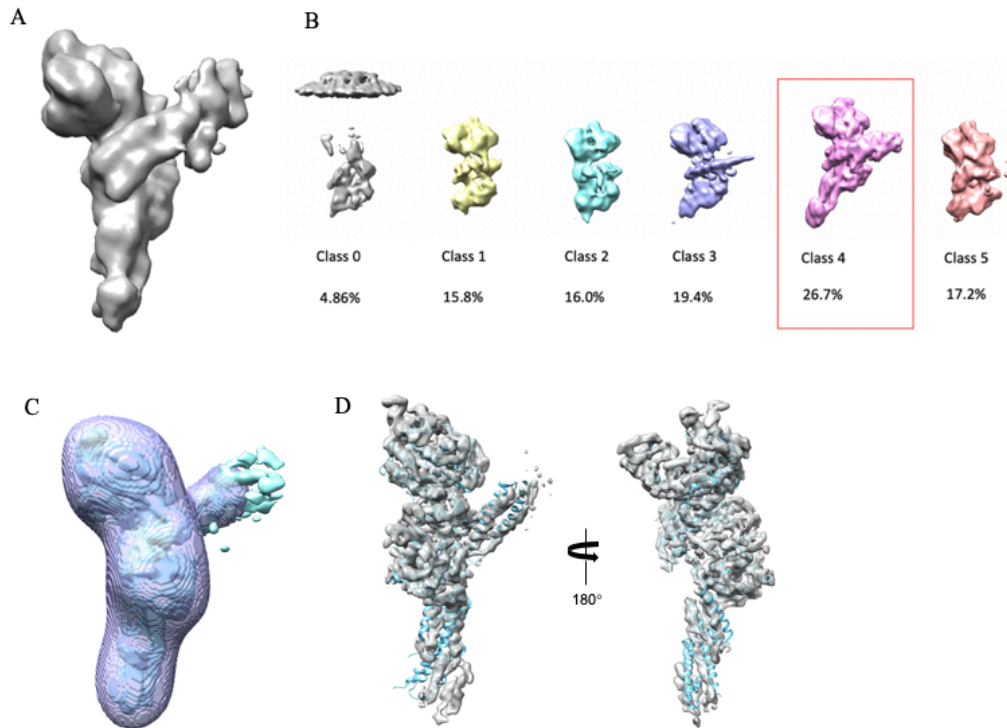 A
B
Class 0
Class 1
Class 2
Class 3
Class 4
Class 5
4.86%
15.8%
16.0%
19.4%
26.7%
17.2%
C
D
180°